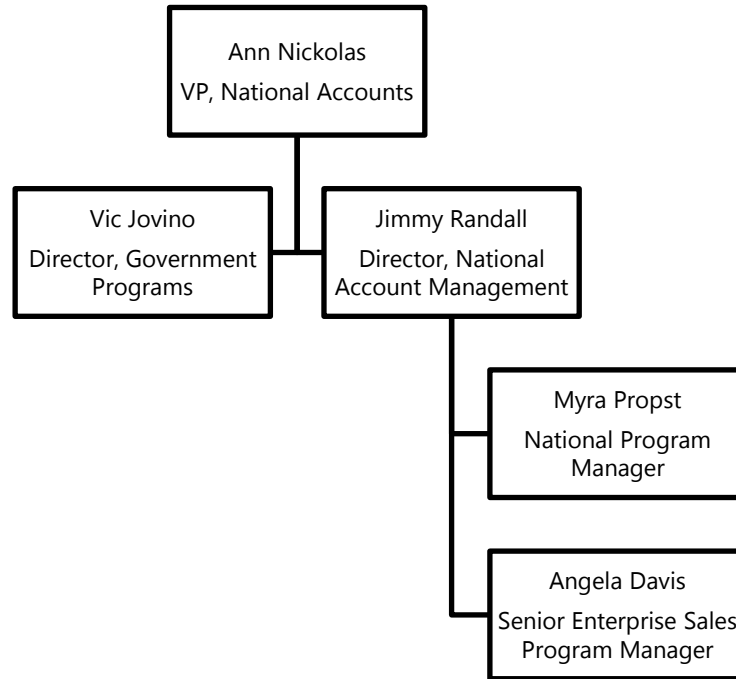 Ann Nickolas
VP, National Accounts
Vic Jovino
Director, Government
Programs
Jimmy Randall
Director, National
Account Management
Myra Propst
National Program
Manager
Angela Davis
Senior Enterprise Sales
Program Manager